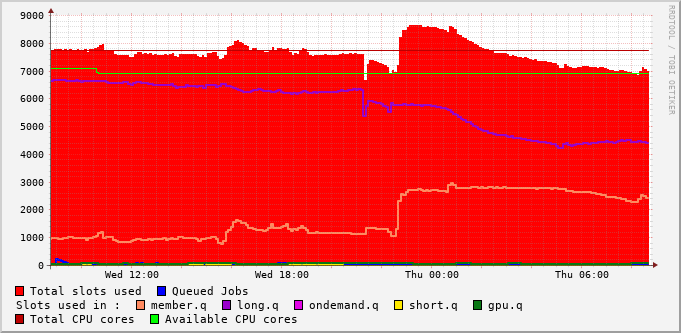 9000
8000
7000
6000
5000
4000
3000
2000
1000
0
Wed 12:00 Wed 18:00 Thu 00:00 Thu 06:00
RRDTOOL / TOBI OETIKER
Total slots used Queued Jobs
Slots used in : member.q long.q ondemand.q short.q gpu.q
Total CPU cores Available CPU cores